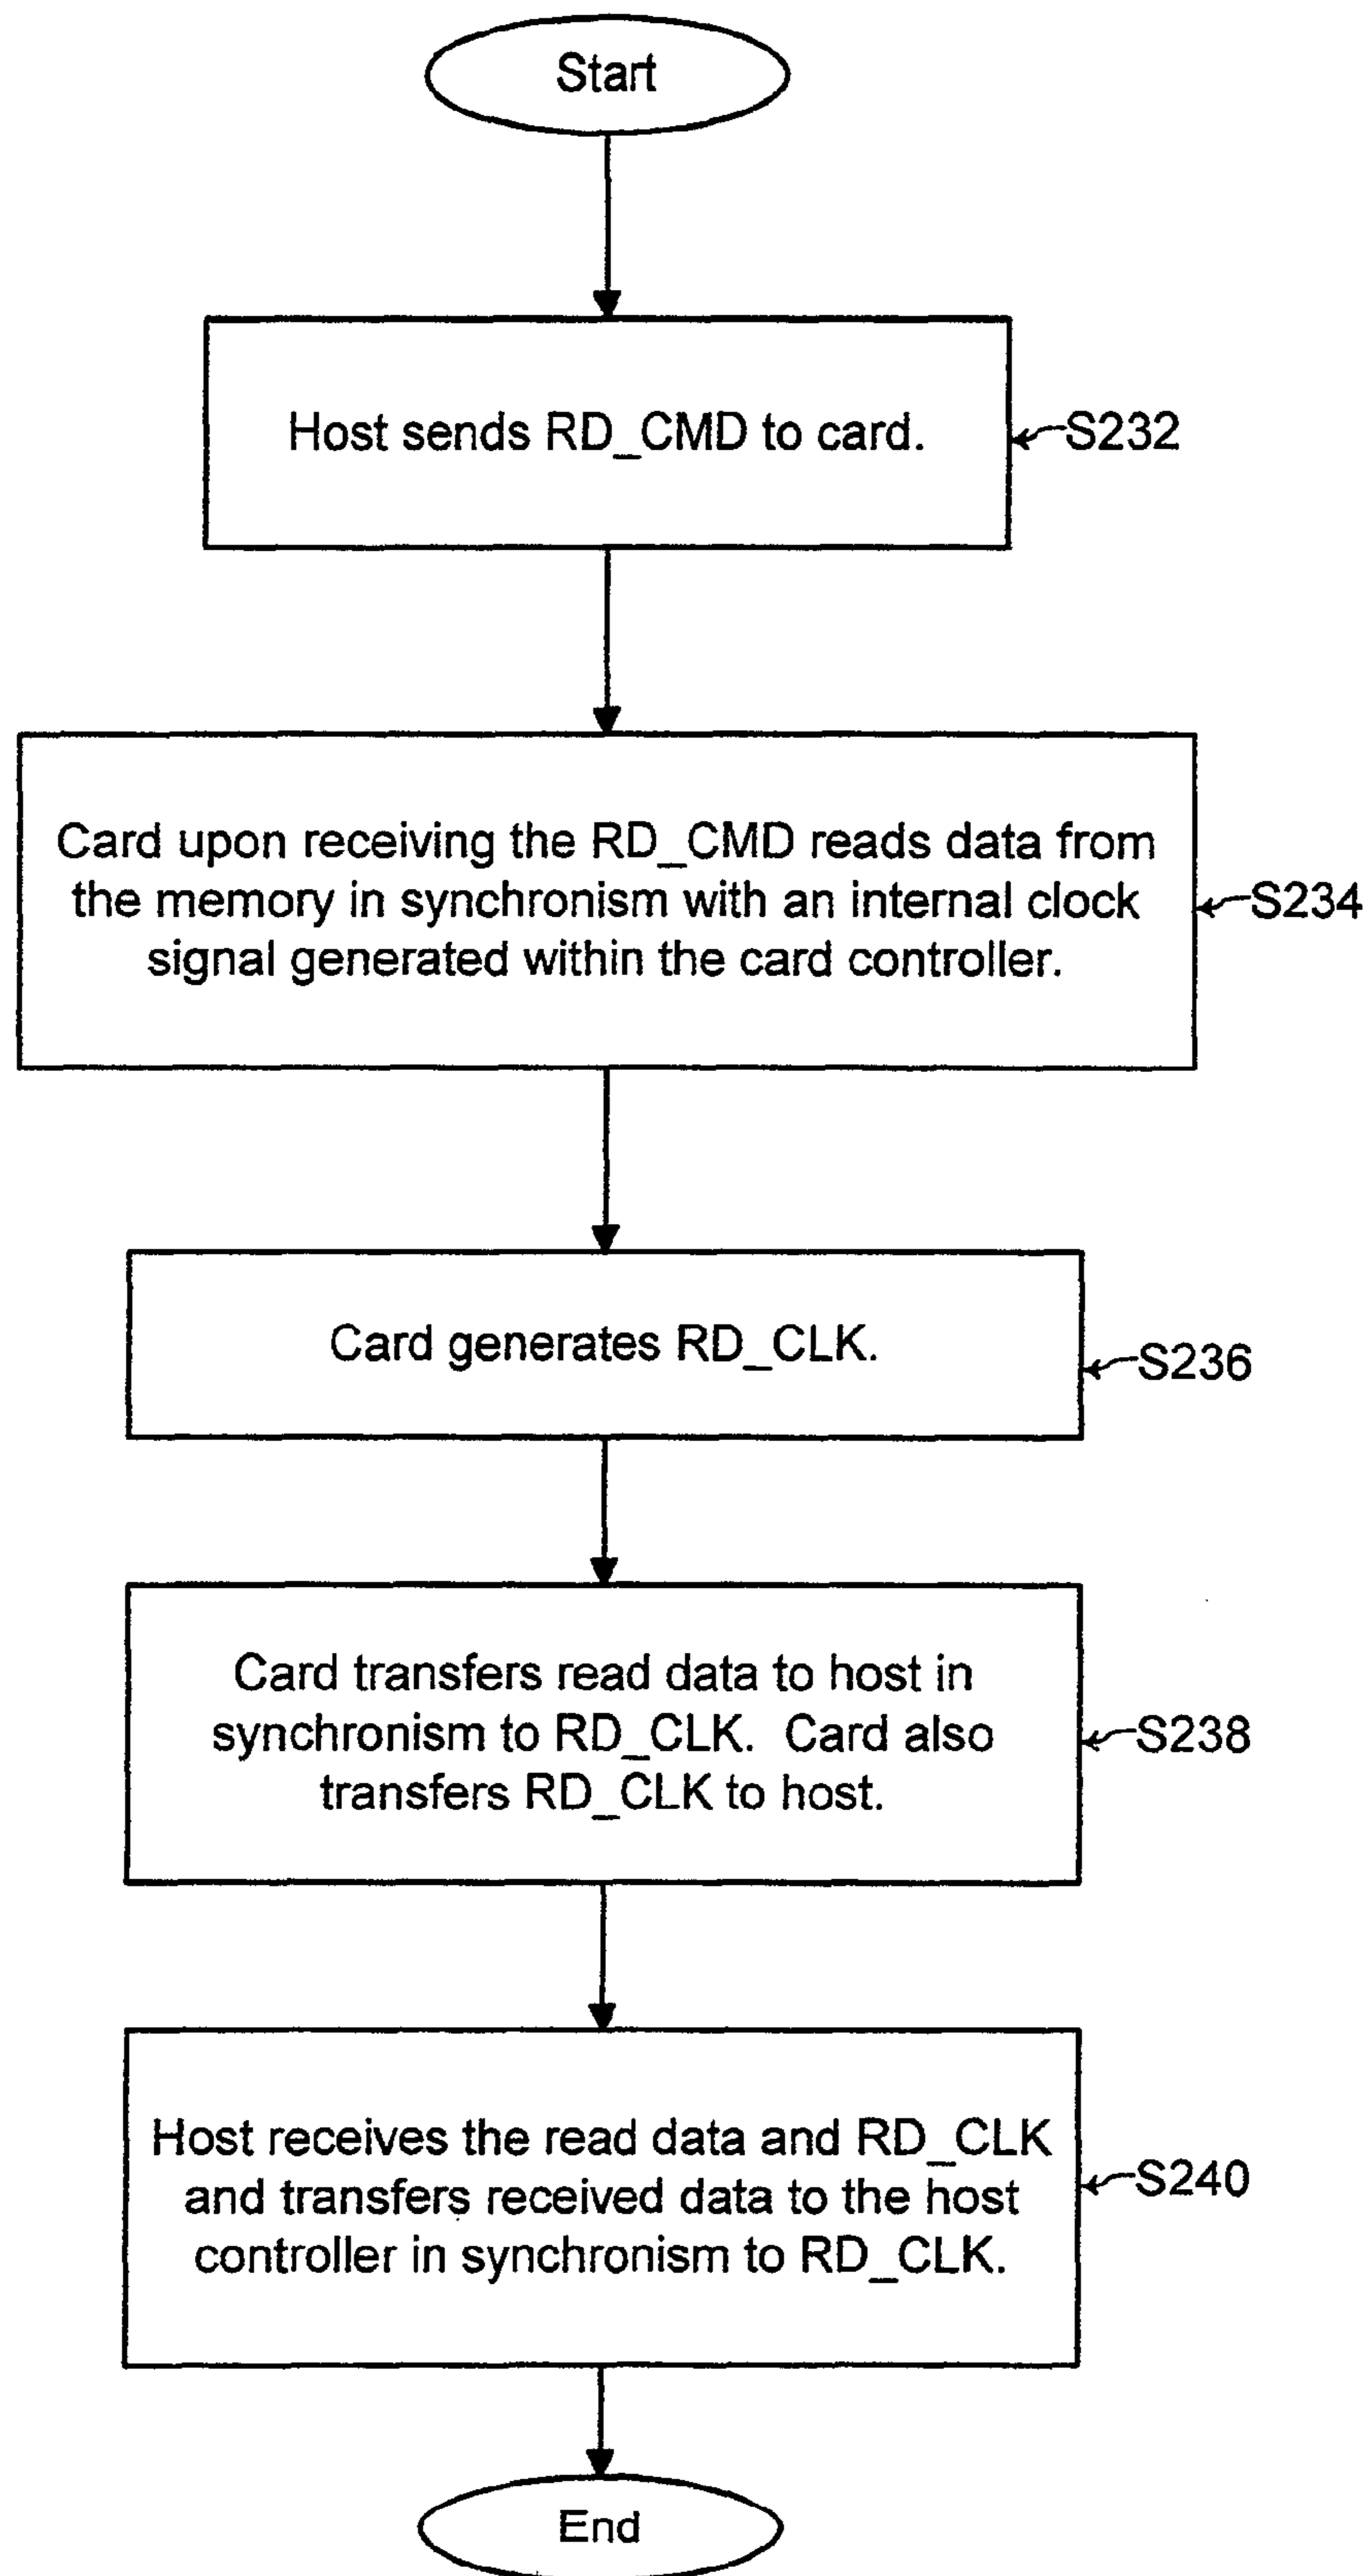 Start
Host sends RD_CMD to card.
S232
Card upon receiving the RD_CMD reads data from
the memory in synchronism with an internal clock
signal generated within the card controller.
S234
Card generates RD_CLK.
S236
Card transfers read data to host in
synchronism to RD_CLK.  Card also
transfers RD_CLK to host.
S238
Host receives the read data and RD_CLK
and transfers received data to the host
controller in synchronism to RD_CLK.
S240
End